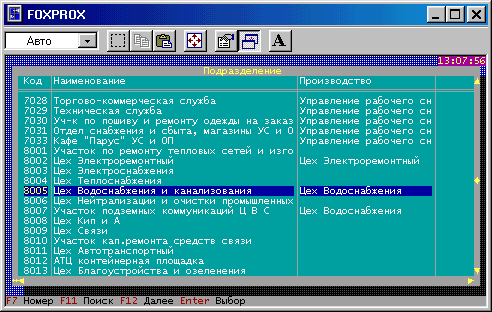 FOXPROX
Авто
A
13:07:56
Подразделение
Код Наименование Производство
7028 Торгово-коммерческая служба Управление рабочего сн
7029 Техническая служба Управление рабочего сн
7030 Уч-к по пошиву и ремонту одежды на заказ Управление рабочего сн
7031 Отдел снабжения и сбыта, магазины УС и О Управление рабочего сн
7033 Кафе "Парус" УС и ОП Управление рабочего сн
8001 Участок по ремонту тепловых сетей и изго
8002 Цех Электроремонтный Цех Электроремонтный
8003 Цех Электроснабжения
8004 Цех Теплоснабжения
8005 Цех Водоснабжения и канализования Цех Водоснабжения
8006 Цех Нейтрализации и очистки промышленных
8007 Участок подземных коммуникаций Ц В С Цех Водоснабжения
8008 Цех Кип и А
8009 Цех Связи
8010 Участок кап.ремонта средств связи
8011 Цех Автотранспортный
8012 АТЦ контейнерная площадка
8013 Цех Благоустройства и озеленения
F7 Номер F11 Поиск F12 Далее Enter Выбор